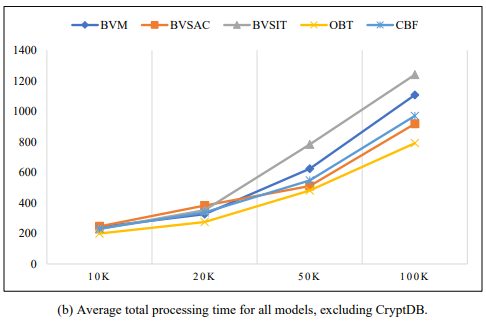 BVM BVSAC BVSIT OBT CBF
1400
1200
1000
800
600
400
200
0
10K 20K 50K 100K
(b) Average total processing time for all models, excluding CryptDB.